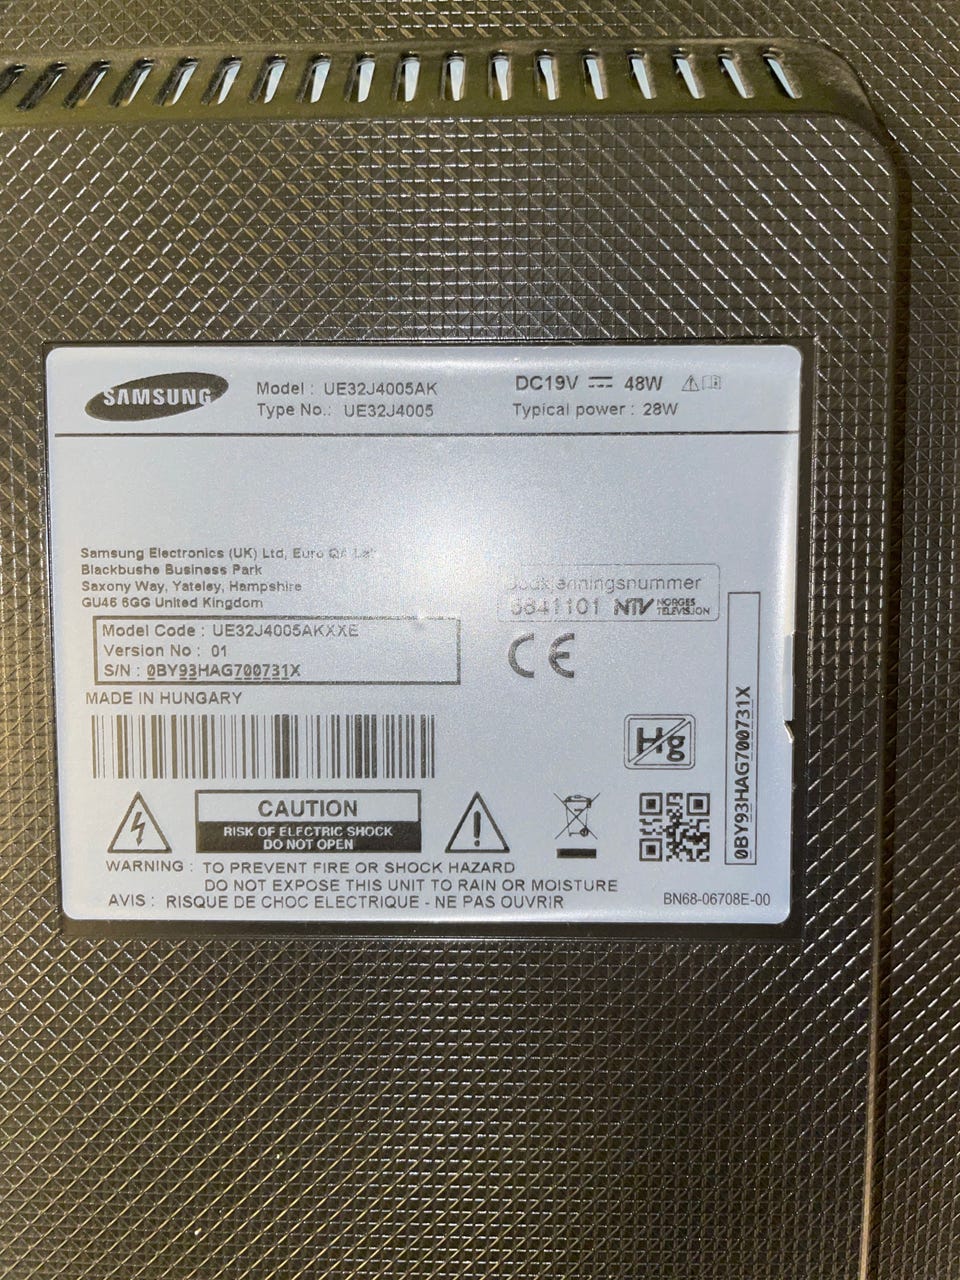 SAMSUNG
Model : UE32J4005AK
Type No.: UE32J4005
DC19V 48W
Typical power : 28W
Samsung Electronics (UK) Ltd, Euro QA Lab
Blackbushe Business Park
Saxony Way, Yateley, Hampshire
GU46 6GG United Kingdom
Godkjenningsnummer
NTV NORGES TELEVISJON
Model Code : UE32J4005AKXXE
Version No : 01
S/N : 0BY93HAG700731X
MADE IN HUNGARY
CE
Hg
0BY93HAG700731X
CAUTION
RISK OF ELECTRIC SHOCK
DO NOT OPEN
WARNING : TO PREVENT FIRE OR SHOCK HAZARD
DO NOT EXPOSE THIS UNIT TO RAIN OR MOISTURE
AVIS : RISQUE DE CHOC ELECTRIQUE - NE PAS OUVRIR
BN68-06708E-00